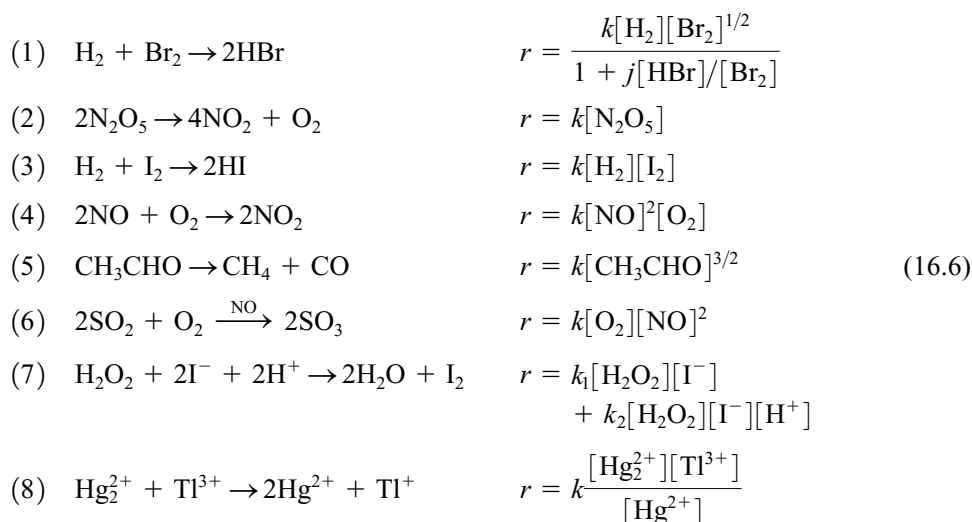 (1) H₂ + Br₂ → 2HBr r = k[H₂][Br₂]^{1/2} / (1 + j[HBr]/[Br₂])
(2) 2N₂O₅ → 4NO₂ + O₂ r = k[N₂O₅]
(3) H₂ + I₂ → 2HI r = k[H₂][I₂]
(4) 2NO + O₂ → 2NO₂ r = k[NO]²[O₂]
(5) CH₃CHO → CH₄ + CO r = k[CH₃CHO]^{3/2} (16.6)
(6) 2SO₂ + O₂ —NO→ 2SO₃ r = k[O₂][NO]²
(7) H₂O₂ + 2I⁻ + 2H⁺ → 2H₂O + I₂ r = k₁[H₂O₂][I⁻]
+ k₂[H₂O₂][I⁻][H⁺]
(8) Hg₂²⁺ + Tl³⁺ → 2Hg²⁺ + Tl⁺ r = k [Hg₂²⁺][Tl³⁺] / [Hg²⁺]